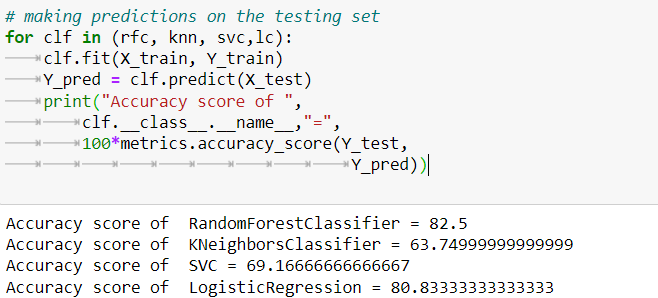 # making predictions on the testing set
for clf in (rfc, knn, svc,lc):
clf.fit(X_train, Y_train)
Y_pred = clf.predict(X_test)
print("Accuracy score of ",
clf.__class__.__name__,"=",
100*metrics.accuracy_score(Y_test,
Y_pred))
Accuracy score of  RandomForestClassifier = 82.5
Accuracy score of  KNeighborsClassifier = 63.74999999999999
Accuracy score of  SVC = 69.16666666666667
Accuracy score of  LogisticRegression = 80.83333333333333